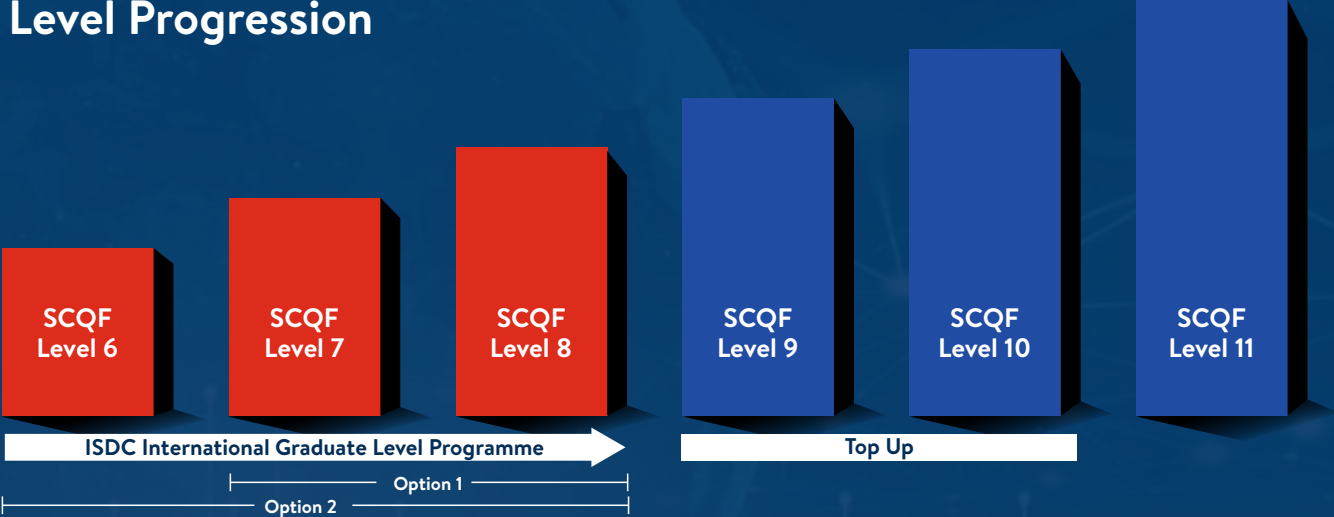 Level Progression
SCQF
Level 6
SCQF
Level 7
SCQF
Level 8
SCQF
Level 9
SCQF
Level 10
SCQF
Level 11
ISDC International Graduate Level Programme
Top Up
Option 1
Option 2